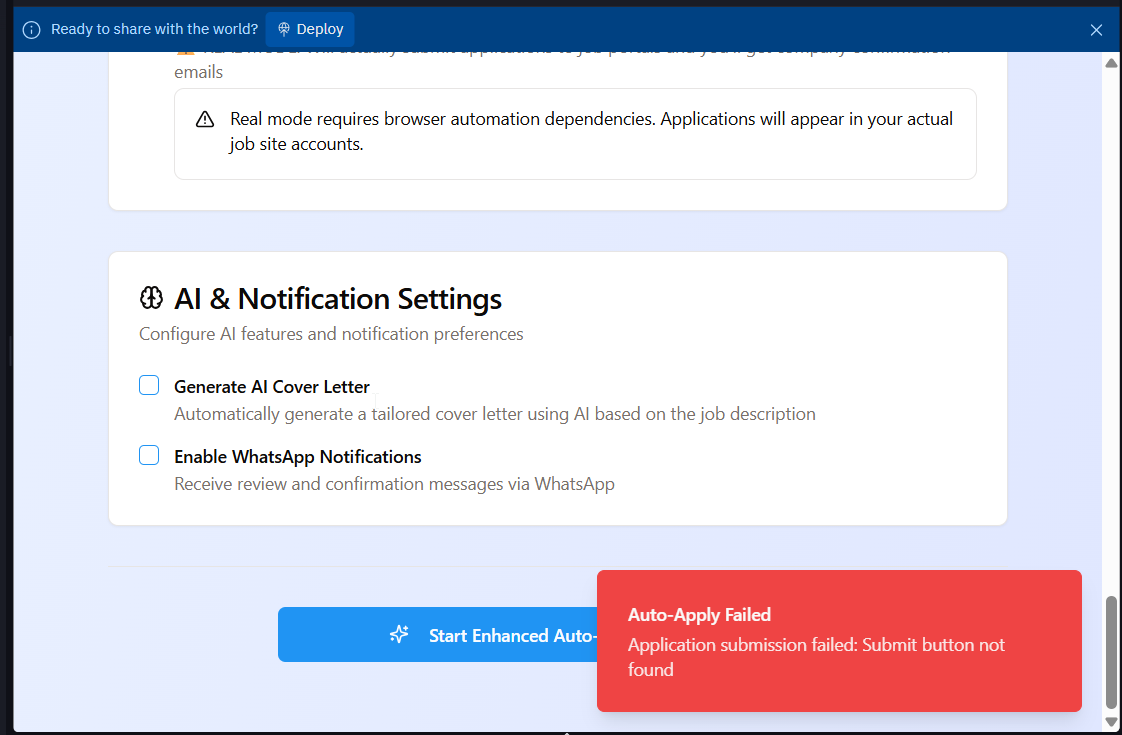 Ready to share with the world?
Deploy
emails
Real mode requires browser automation dependencies. Applications will appear in your actual
job site accounts.
AI & Notification Settings
Configure AI features and notification preferences
Generate AI Cover Letter
Automatically generate a tailored cover letter using AI based on the job description
Enable WhatsApp Notifications
Receive review and confirmation messages via WhatsApp
Start Enhanced Auto-
Auto-Apply Failed
Application submission failed: Submit button not
found